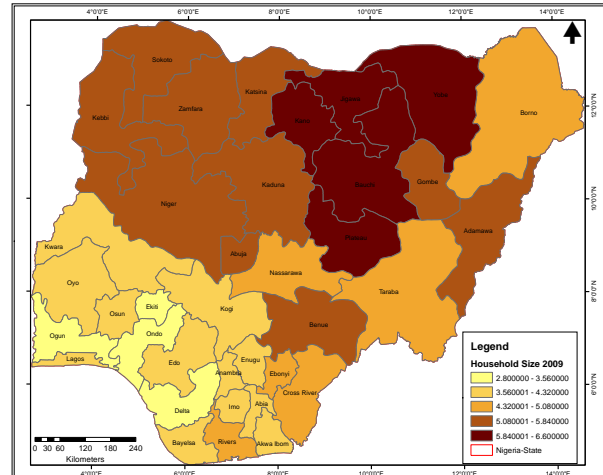 4°0'0"E 6°0'0"E 8°0'0"E 10°0'0"E 12°0'0"E 14°0'0"E
Sokoto
Katsina
Jigawa
Yobe
Zamfara
Kebbi
Kano
Borno
12°0'0"N
Kaduna
Bauchi
Gombe
Niger
10°0'0"N
Adamawa
Plateau
Kwara
Abuja
Nassarawa
Taraba
8°0'0"N
Oyo
Ekiti
Kogi
Osun
Ondo
Benue
Ogun
Lagos
Edo
Enugu
Anambra
Ebonyi
Cross River
6°0'0"N
Delta
Imo
Abia
Bayelsa
Rivers
Akwa Ibom
Legend
Household Size 2009
2.800000 - 3.560000
3.560001 - 4.320000
4.320001 - 5.080000
5.080001 - 5.840000
5.840001 - 6.600000
Nigeria-State
0 30 60 120 180 240
Kilometers
4°0'0"E 6°0'0"E 8°0'0"E 10°0'0"E 12°0'0"E 14°0'0"E